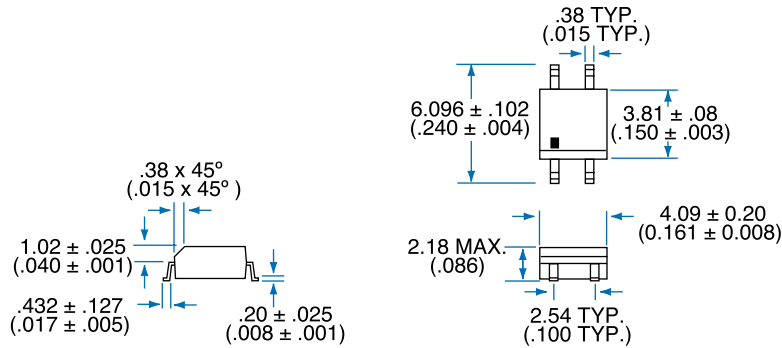 .38 TYP.
(.015 TYP.)
6.096 ± .102
(.240 ± .004)
3.81 ± .08
(.150 ± .003)
.38 x 45º
(.015 x 45º )
4.09 ± 0.20
(0.161 ± 0.008)
1.02 ± .025
(.040 ± .001)
2.18 MAX.
(.086)
.432 ± .127
(.017 ± .005)
.20 ± .025
(.008 ± .001)
2.54 TYP.
(.100 TYP.)